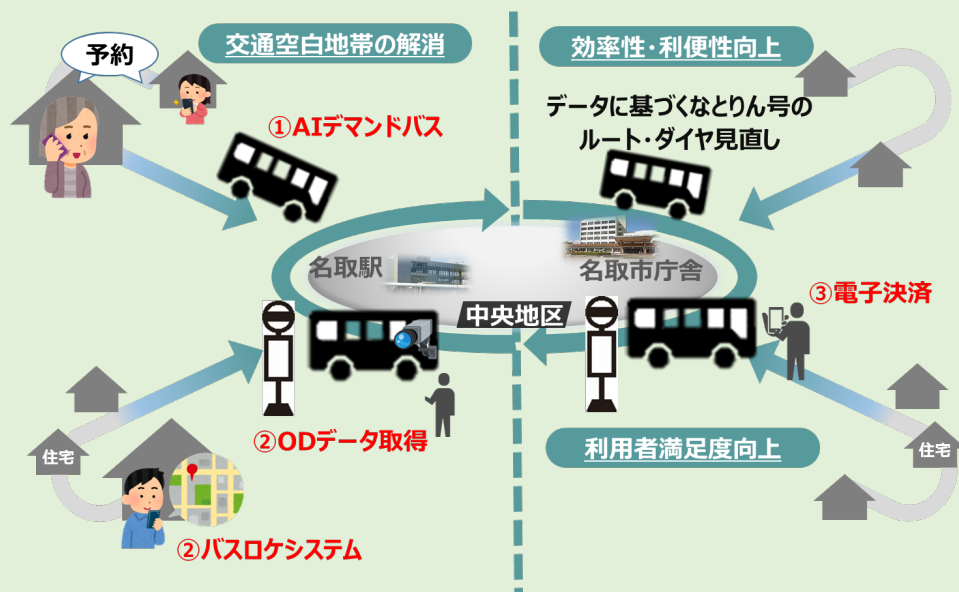 交通空白地帯の解消
効率性・利便性向上
予約
①AIデマンドバス
データに基づくなとりん号の
ルート・ダイヤ見直し
名取駅
名取市庁舎
中央地区
③電子決済
②ODデータ取得
利用者満足度向上
住宅
住宅
②バスロケシステム